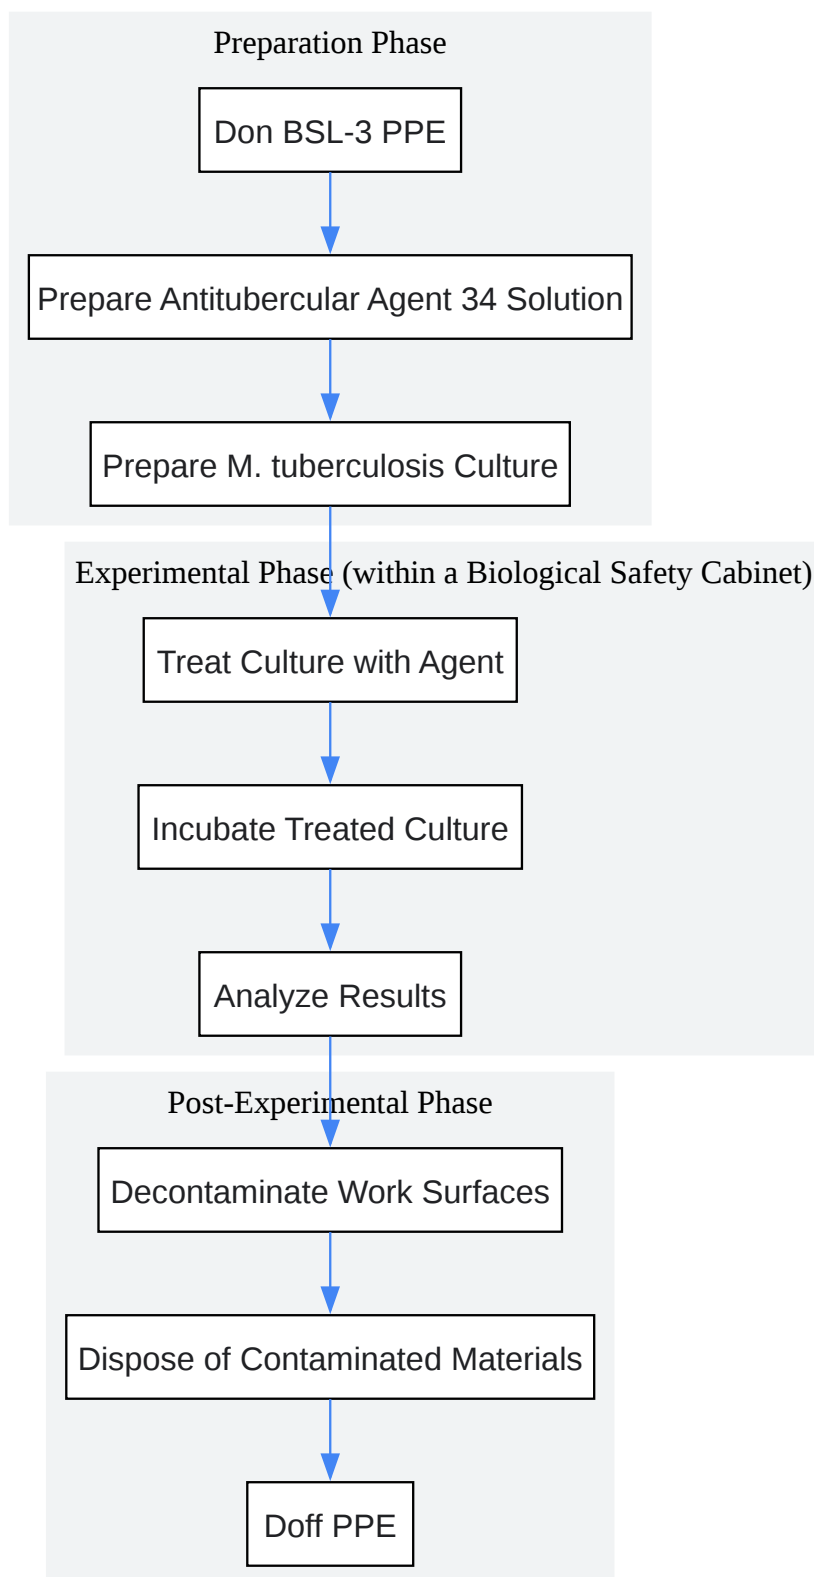 Preparation Phase
Don BSL-3 PPE
Prepare Antitubercular Agent 34 Solution
Prepare M. tuberculosis Culture
Experimental Phase (within a Biological Safety Cabinet)
Treat Culture with Agent
Incubate Treated Culture
Analyze Results
Post-Experimental Phase
Decontaminate Work Surfaces
Dispose of Contaminated Materials
Doff PPE